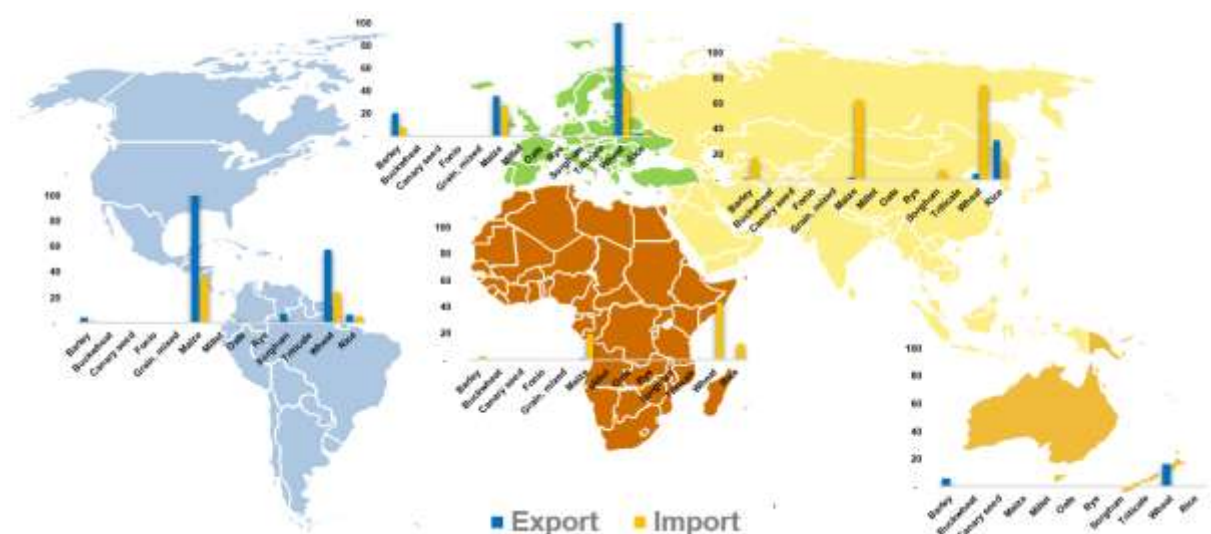 100
80
60
40
20
-
Barley
Buckwheat
Canary seed
Fonio
Grain, mixed
Maize
Millet
Oats
Rye
Sorghum
Triticale
Wheat
Rice
100
80
60
40
20
-
Barley
Buckwheat
Canary seed
Fonio
Grain, mixed
Maize
Millet
Oats
Rye
Sorghum
Triticale
Wheat
Rice
100
80
60
40
20
-
Barley
Buckwheat
Canary seed
Fonio
Grain, mixed
Maize
Millet
Oats
Rye
Sorghum
Triticale
Wheat
Rice
100
80
60
40
20
-
Barley
Buckwheat
Canary seed
Fonio
Grain, mixed
Maize
Wheat
100
80
60
40
20
-
Barley
Buckwheat
Canary seed
Maize
Millet
Oats
Rye
Sorghum
Triticale
Wheat
Rice
Export
Import